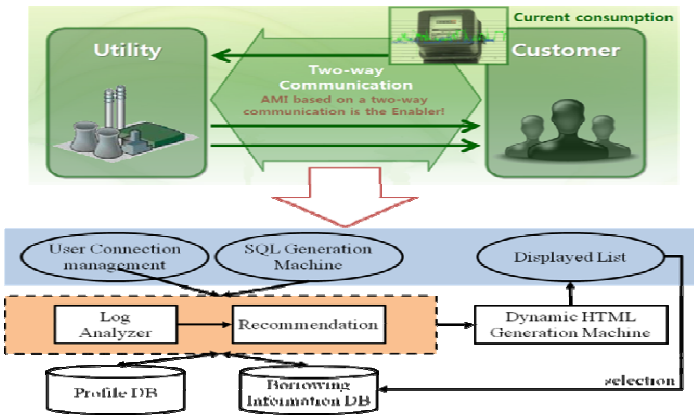 Current consumption
Utility
Customer
Two-way
Communication
AMI based on a two-way
communication is the Enabler!
User Connection
management
SQL Generation
Machine
Displayed List
Log
Analyzer
Recommendation
Dynamic HTML
Generation Machine
Profile DB
Borrowing
Information DB
selection